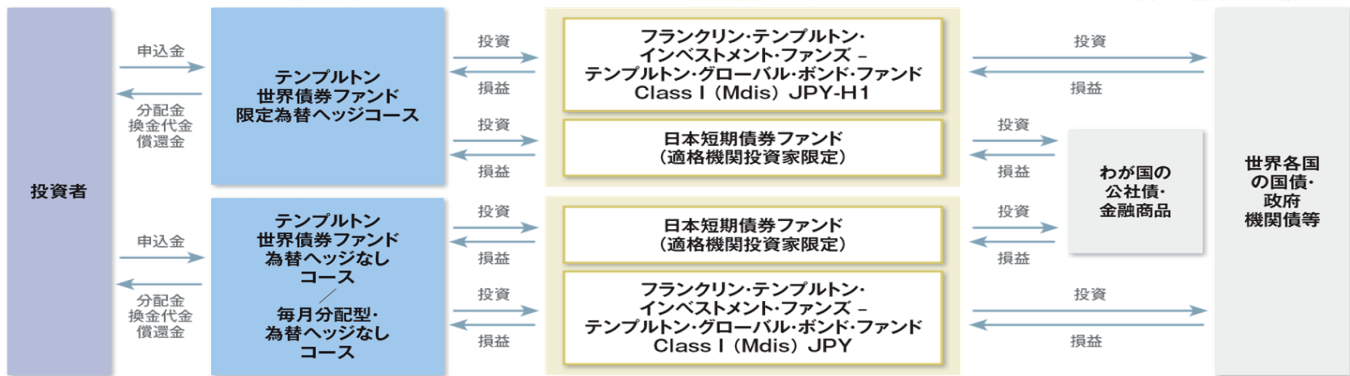 投資者
申込金
分配金
換金代金
償還金
テンプルトン
世界債券ファンド
限定為替ヘッジコース
投資
損益
投資
損益
フランクリン・テンプルトン・
インベストメント・ファンズ –
テンプルトン・グローバル・ボンド・ファンド
Class I (Mdis) JPY-H1
日本短期債券ファンド
(適格機関投資家限定)
投資
損益
投資
損益
申込金
分配金
換金代金
償還金
テンプルトン
世界債券ファンド
為替ヘッジなし
コース
/
毎月分配型・
為替ヘッジなし
コース
投資
損益
投資
損益
日本短期債券ファンド
(適格機関投資家限定)
フランクリン・テンプルトン・
インベストメント・ファンズ –
テンプルトン・グローバル・ボンド・ファンド
Class I (Mdis) JPY
投資
損益
投資
損益
わが国の
公社債・
金融商品
世界各国
の国債・
政府
機関債等